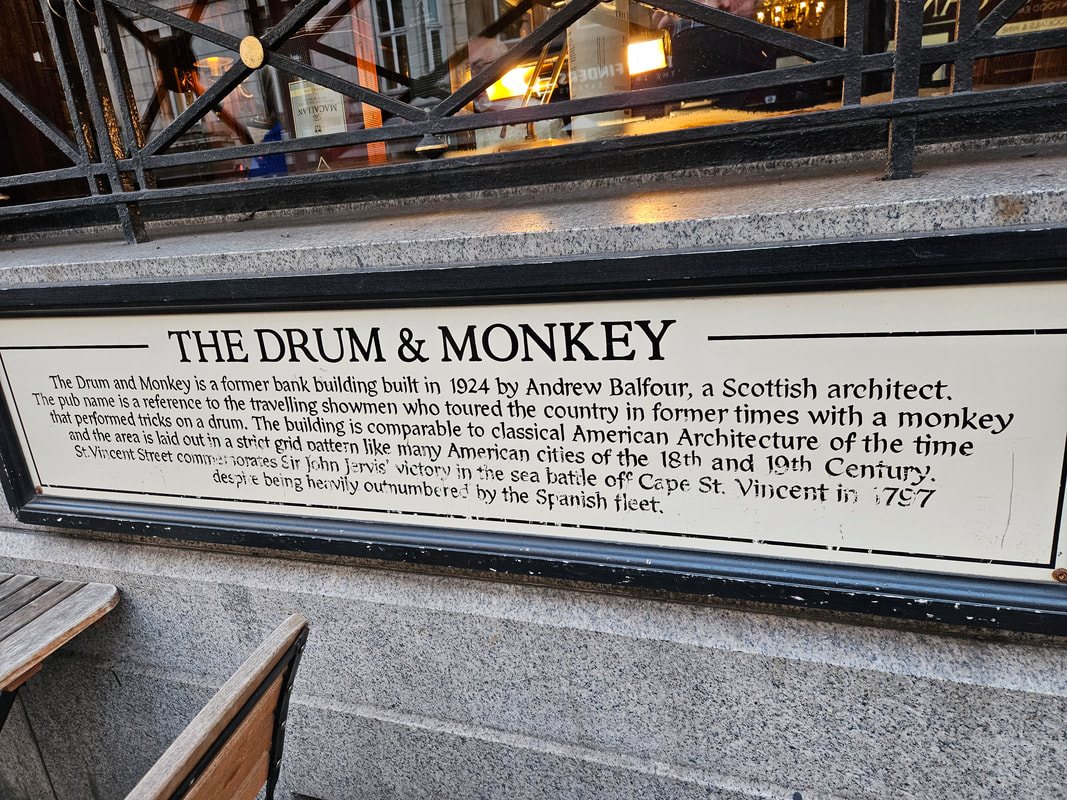 THE
MACALLAN
FINDERS
THE DRUM & MONKEY
The Drum and Monkey is a former bank building built in 1924 by Andrew Balfour, a Scottish architect.
The pub name is a reference to the travelling showmen who toured the country in former times with a monkey
that performed tricks on a drum. The building is comparable to classical American Architecture of the time
and the area is laid out in a strict grid pattern like many American cities of the 18th and 19th Century.
St.Vincent Street commemorates Sir John Jervis' victory in the sea battle off Cape St. Vincent in 1797
despite being heavily outnumbered by the Spanish fleet.